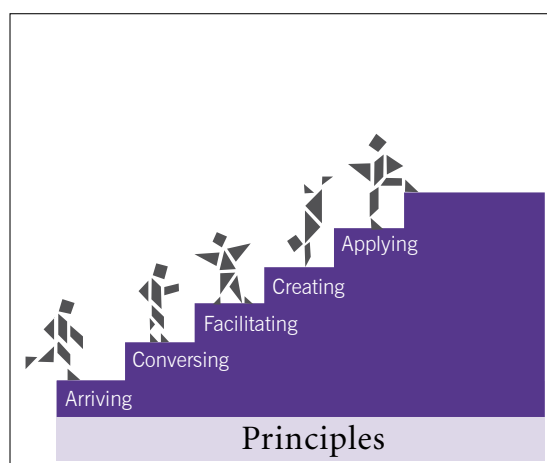 Applying
Creating
Facilitating
Conversing
Arriving
Principles